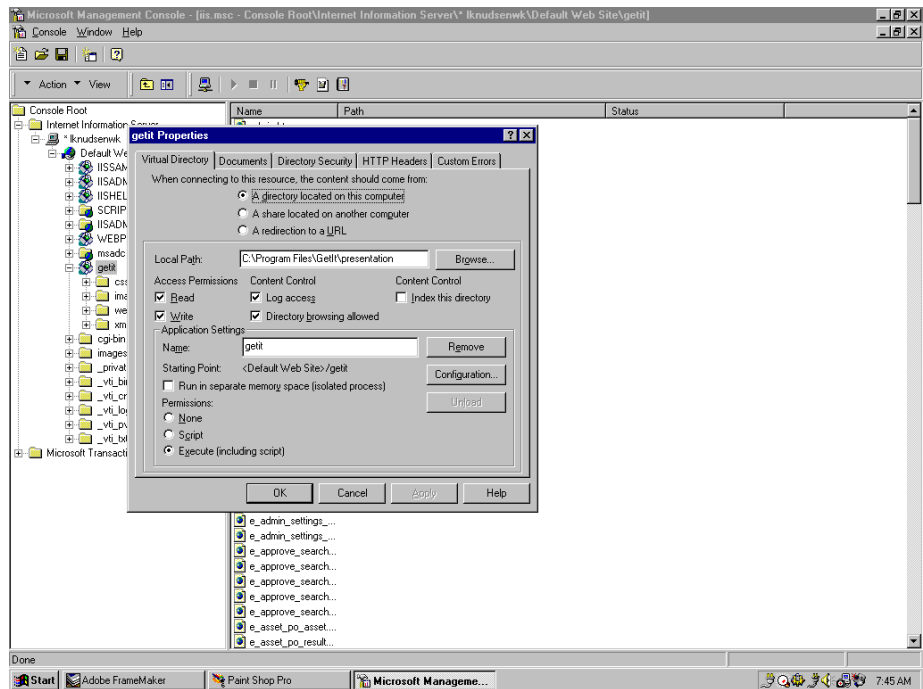 Microsoft Management Console - [iis.msc - Console Root\Internet Information Server\* lknudsenwk\Default Web Site\getit]
Console Window Help
Action View
Console Root
Internet Information Server
* lknudsenwk
Default We
IISSAM
IISADM
IISHEL
SCRIP
IISADM
WEBP
msadc
getit
css
ima
we
xm
cgi-bin
images
_privat
_vti_bin
_vti_cn
_vti_log
_vti_pv
_vti_txt
Microsoft Transacti
Name Path Status
getit Properties
Virtual Directory Documents Directory Security HTTP Headers Custom Errors
When connecting to this resource, the content should come from:
A directory located on this computer
A share located on another computer
A redirection to a URL
Local Path: C:\Program Files\GetIt\presentation Browse...
Access Permissions Content Control Content Control
Read Log access Index this directory
Write Directory browsing allowed
Application Settings
Name: getit Remove
Starting Point: <Default Web Site>/getit
Configuration...
Run in separate memory space (isolated process)
Permissions: Unload
None
Script
Execute (including script)
OK Cancel Apply Help
e_admin_settings_...
e_admin_settings_...
e_approve_search...
e_approve_search...
e_approve_search...
e_approve_search...
e_approve_search...
e_asset_po_asset....
e_asset_po_result...
Done
Start Adobe FrameMaker Paint Shop Pro Microsoft Manageme... 7:45 AM